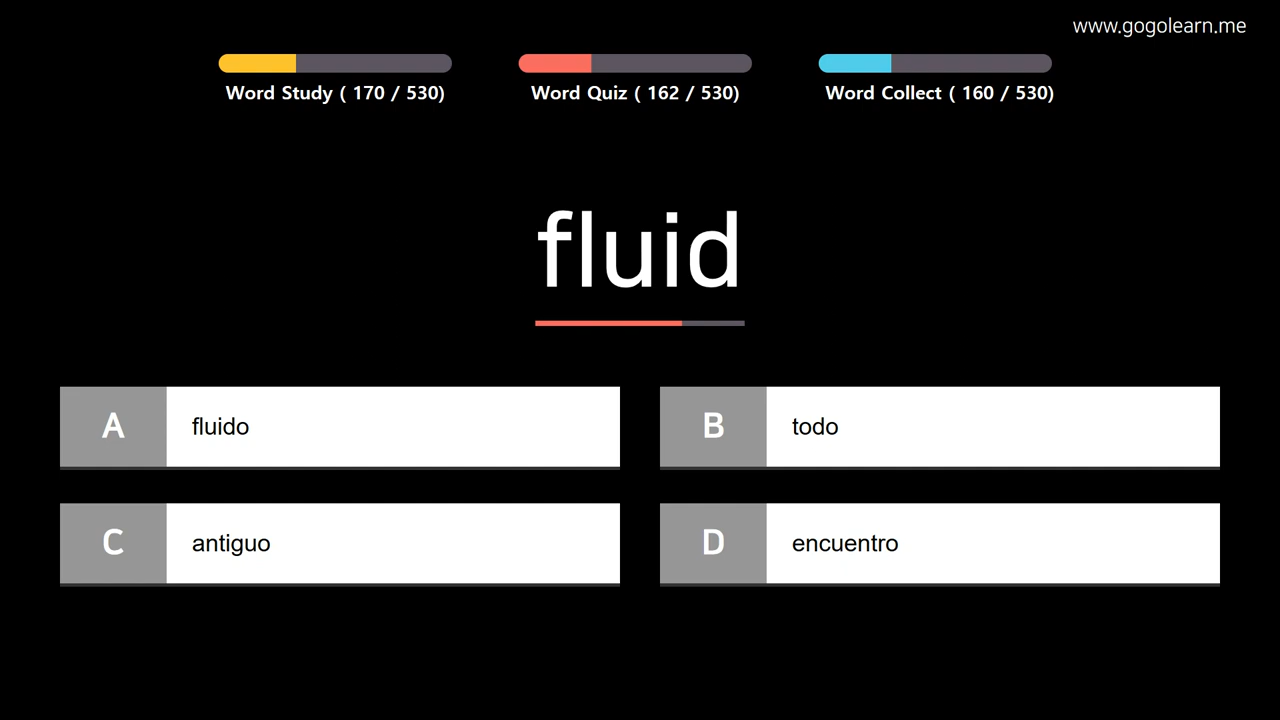 www.gogolearn.me
Word Study ( 170 / 530)
Word Quiz ( 162 / 530)
Word Collect ( 160 / 530)
fluid
A fluido
B todo
C antiguo
D encuentro